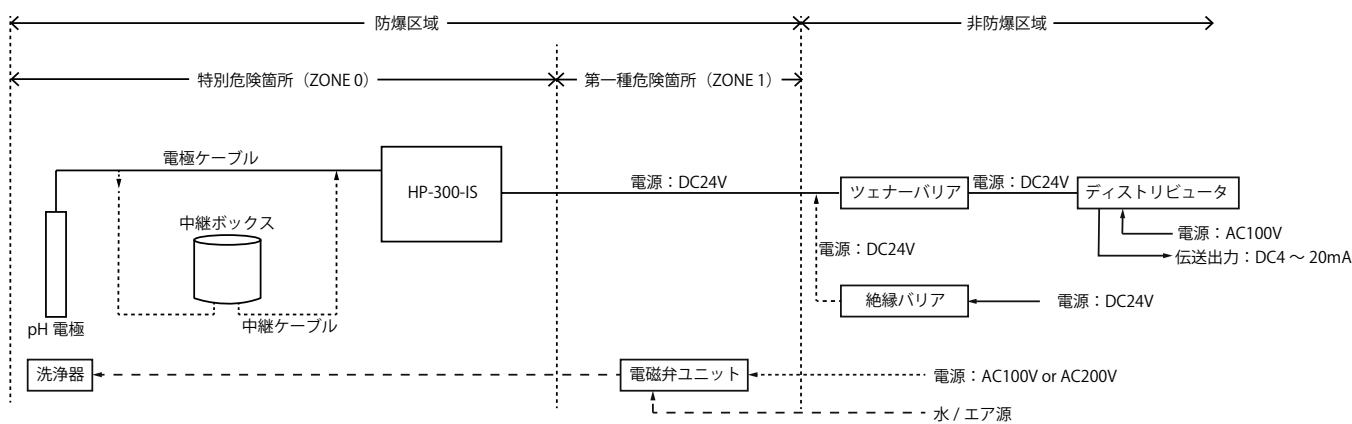 防爆区域
非防爆区域
特別危険箇所（ZONE 0）
第一種危険箇所（ZONE 1）
電極ケーブル
HP-300-IS
電源：DC24V
ツェナーバリア
電源：DC24V
ディストリビュータ
中継ボックス
電源：AC100V
電源：DC24V
伝送出力：DC4 ～ 20mA
絶縁バリア
電源：DC24V
pH 電極
中継ケーブル
洗浄器
電磁弁ユニット
電源：AC100V or AC200V
水 / エア源